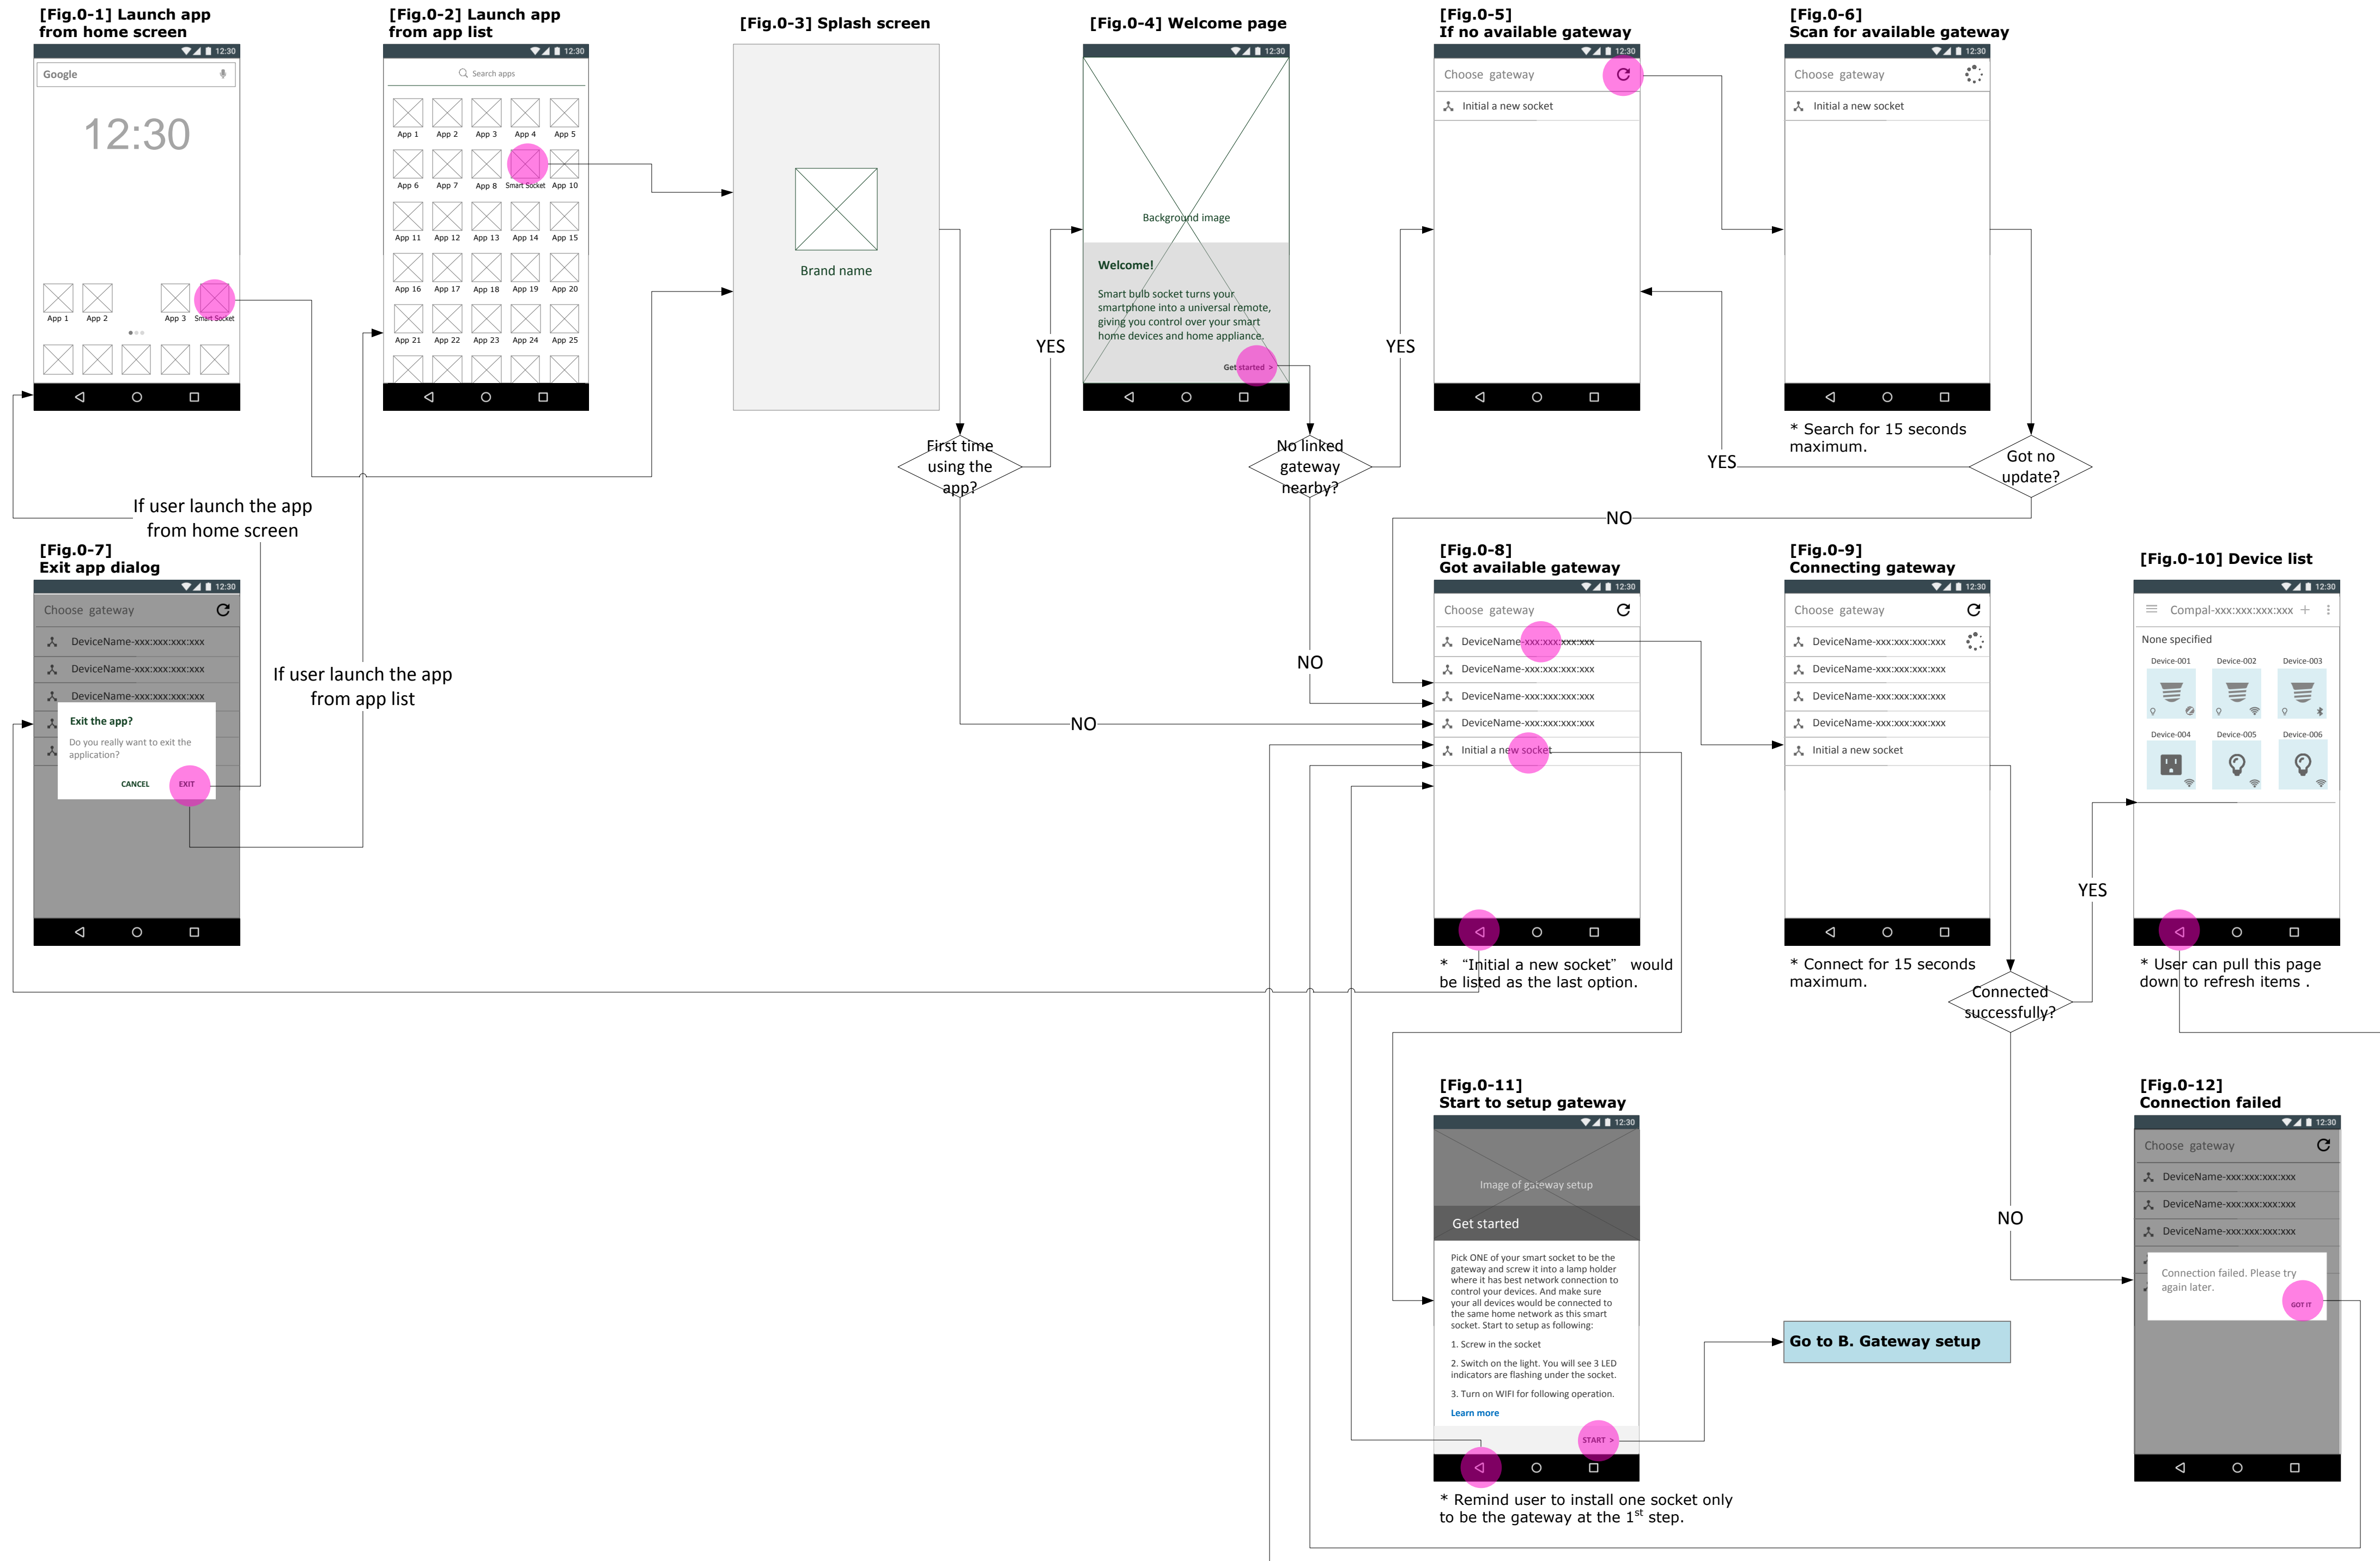 [Fig.0-1] Launch app
from home screen
12:30
Google
12:30
App 1
App 2
App 3
Smart Socket
[Fig.0-2] Launch app
from app list
12:30
Search apps
App 1 App 2 App 3 App 4 App 5
App 6 App 7 App 8 Smart Socket App 10
App 11 App 12 App 13 App 14 App 15
App 16 App 17 App 18 App 19 App 20
App 21 App 22 App 23 App 24 App 25
[Fig.0-3] Splash screen
Brand name
First time
using the
app?
YES
NO
[Fig.0-4] Welcome page
12:30
Background image
Welcome!
Smart bulb socket turns your
smartphone into a universal remote,
giving you control over your smart
home devices and home appliance.
Get started >
No linked
gateway
nearby?
YES
NO
[Fig.0-5]
If no available gateway
12:30
Choose gateway
Initial a new socket
[Fig.0-6]
Scan for available gateway
12:30
Choose gateway
Initial a new socket
* Search for 15 seconds
maximum.
Got no
update?
YES
NO
If user launch the app
from home screen
[Fig.0-7]
Exit app dialog
12:30
Choose gateway
DeviceName-xxx:xxx:xxx:xxx
DeviceName-xxx:xxx:xxx:xxx
DeviceName-xxx:xxx:xxx:xxx
Exit the app?
Do you really want to exit the
application?
CANCEL
EXIT
If user launch the app
from app list
[Fig.0-8]
Got available gateway
12:30
Choose gateway
DeviceName-xxx:xxx:xxx:xxx
DeviceName-xxx:xxx:xxx:xxx
DeviceName-xxx:xxx:xxx:xxx
DeviceName-xxx:xxx:xxx:xxx
Initial a new socket
* “Initial a new socket” would
be listed as the last option.
[Fig.0-9]
Connecting gateway
12:30
Choose gateway
DeviceName-xxx:xxx:xxx:xxx
DeviceName-xxx:xxx:xxx:xxx
DeviceName-xxx:xxx:xxx:xxx
DeviceName-xxx:xxx:xxx:xxx
Initial a new socket
* Connect for 15 seconds
maximum.
Connected
successfully?
YES
NO
[Fig.0-10] Device list
12:30
Compal-xxx:xxx:xxx:xxx
None specified
Device-001 Device-002 Device-003
Device-004 Device-005 Device-006
* User can pull this page
down to refresh items .
[Fig.0-11]
Start to setup gateway
12:30
Image of gateway setup
Get started
Pick ONE of your smart socket to be the
gateway and screw it into a lamp holder
where it has best network connection to
control your devices. And make sure
your all devices would be connected to
the same home network as this smart
socket. Start to setup as following:
1. Screw in the socket
2. Switch on the light. You will see 3 LED
indicators are flashing under the socket.
3. Turn on WIFI for following operation.
Learn more
START >
* Remind user to install one socket only
to be the gateway at the 1st step.
Go to B. Gateway setup
[Fig.0-12]
Connection failed
12:30
Choose gateway
DeviceName-xxx:xxx:xxx:xxx
DeviceName-xxx:xxx:xxx:xxx
DeviceName-xxx:xxx:xxx:xxx
Connection failed. Please try
again later.
GOT IT